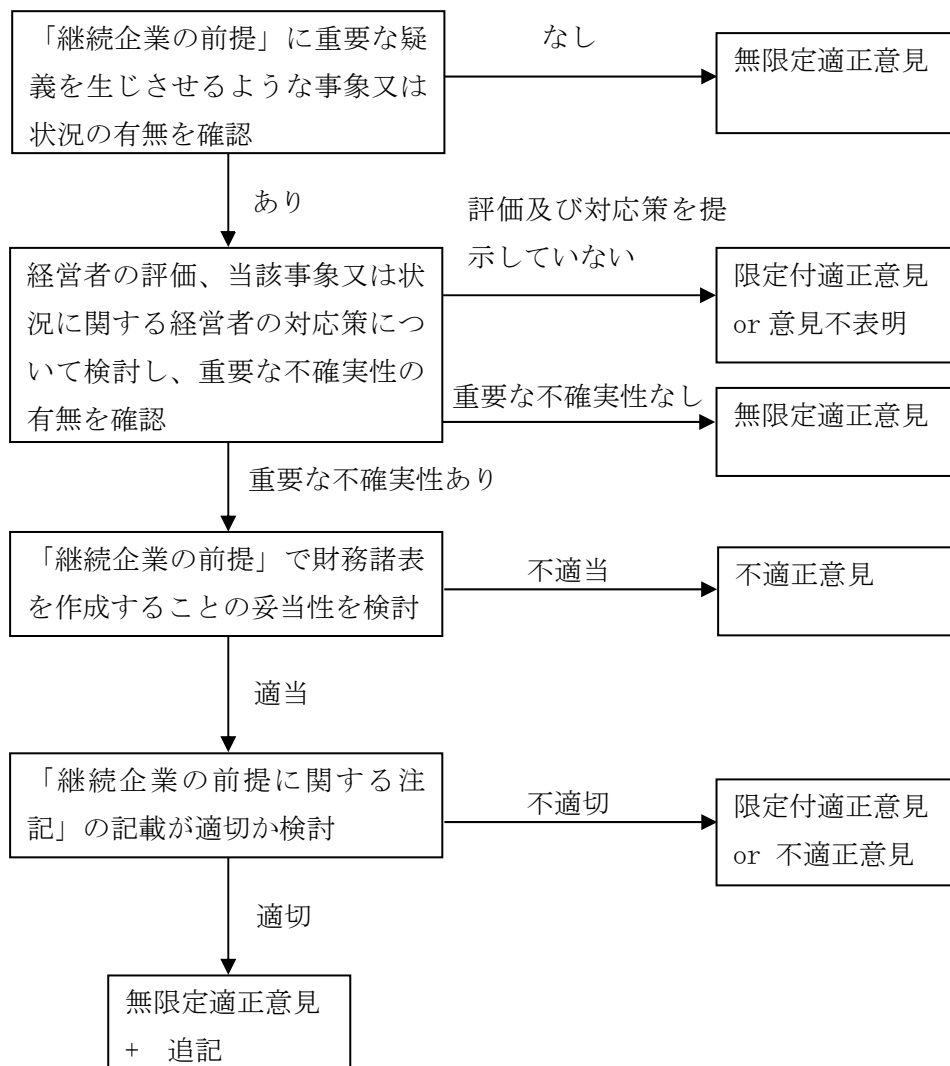 「継続企業の前提」に重要な疑
義を生じさせるような事象又は
状況の有無を確認
なし
無限定適正意見
あり
評価及び対応策を提
示していない
経営者の評価、当該事象又は状
況に関する経営者の対応策につ
いて検討し、重要な不確実性の
有無を確認
限定付適正意見
or 意見不表明
重要な不確実性なし
無限定適正意見
重要な不確実性あり
「継続企業の前提」で財務諸表
を作成することの妥当性を検討
不適当
不適正意見
適当
「継続企業の前提に関する注
記」の記載が適切か検討
不適切
限定付適正意見
or 不適正意見
適切
無限定適正意見
+ 追記